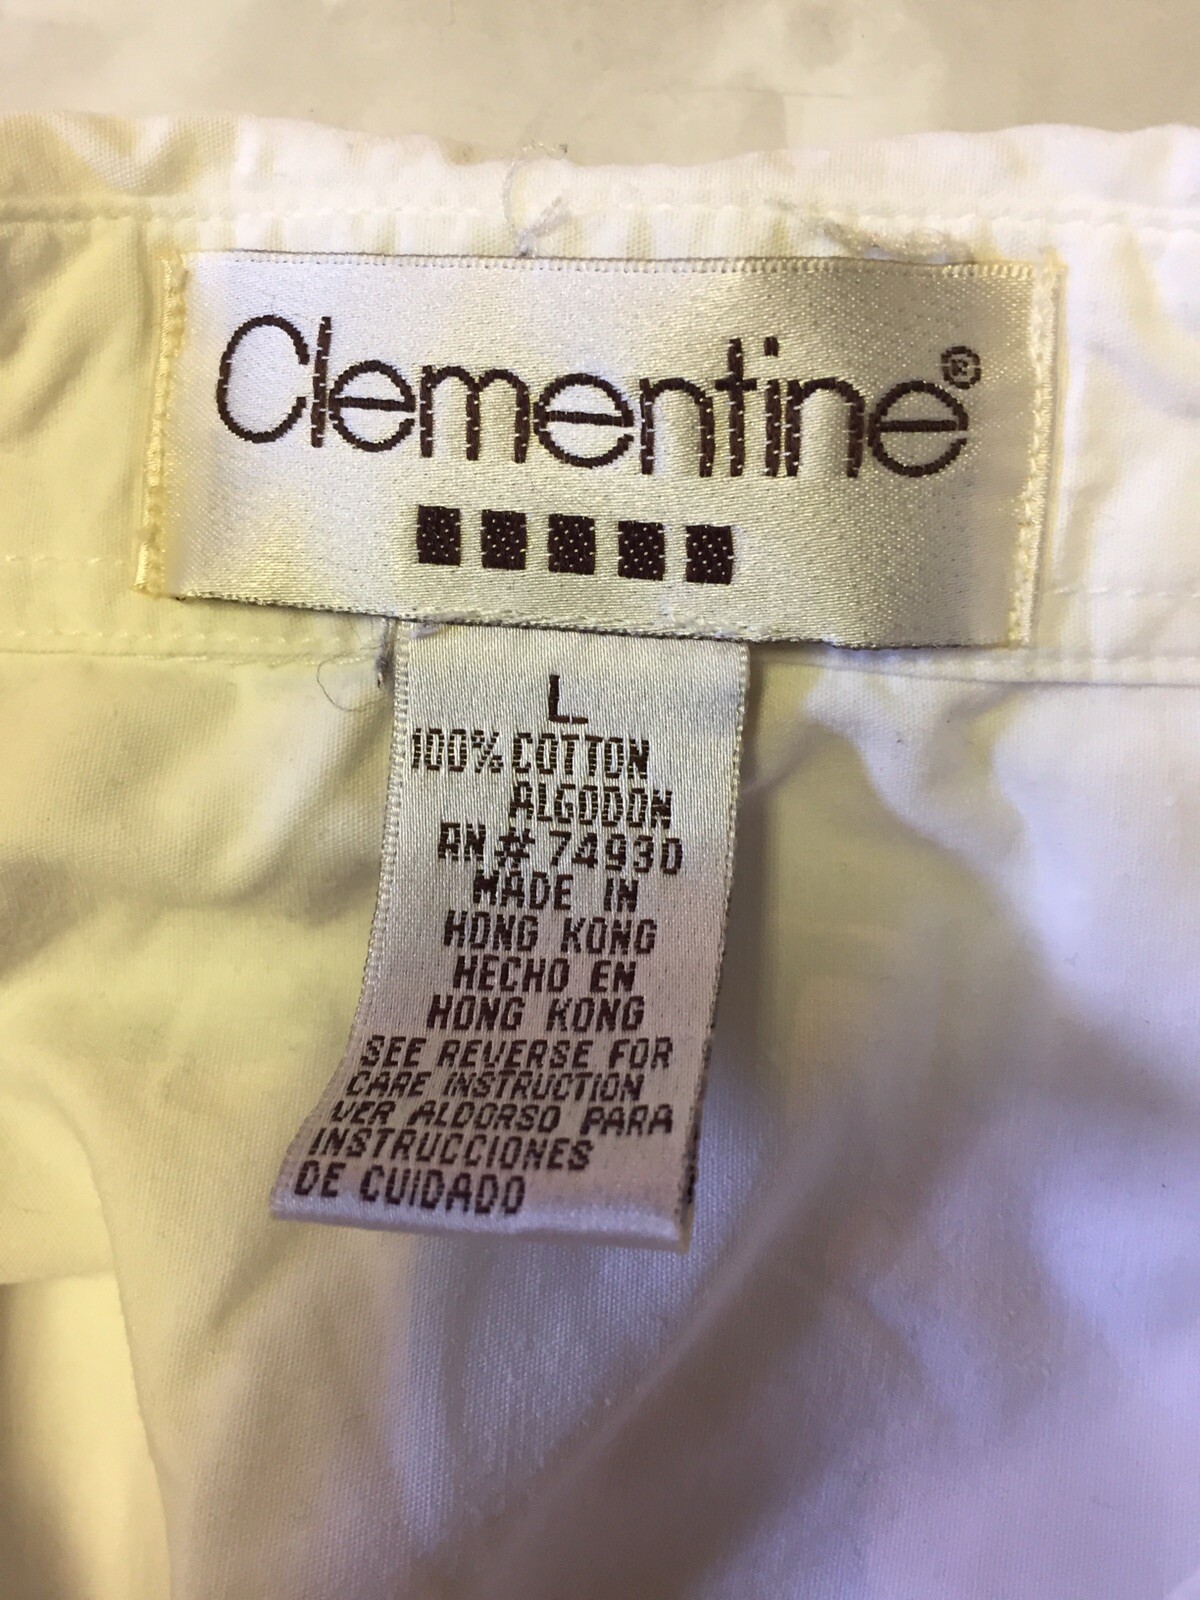 Clementine®
L
100% COTTON
ALGODON
RN # 74930
MADE IN
HONG KONG
HECHO EN
HONG KONG
SEE REVERSE FOR
CARE INSTRUCTION
VER ALDORSO PARA
INSTRUCCIONES
DE CUIDADO